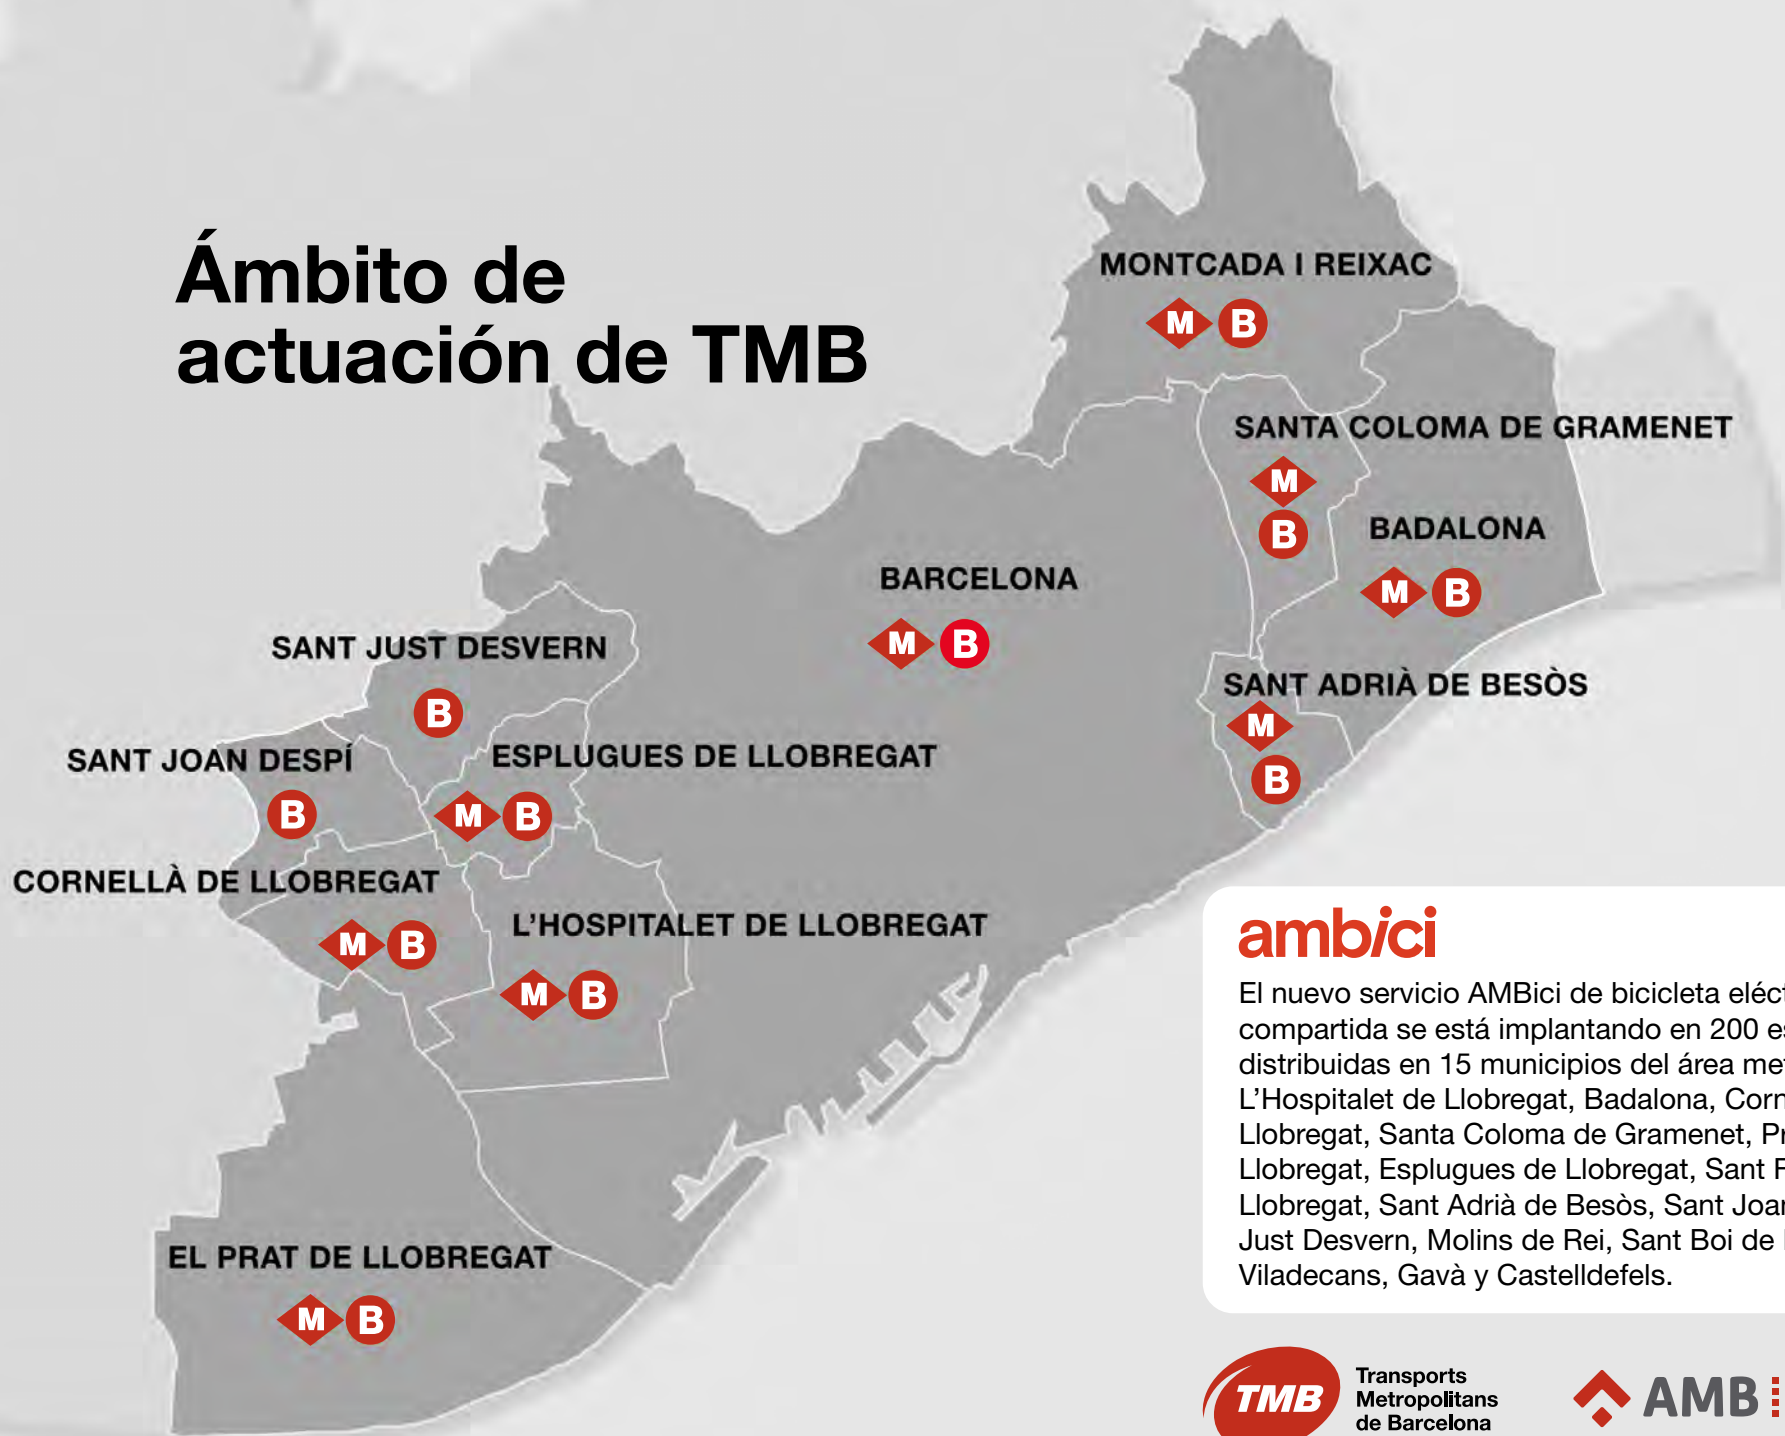 Ámbito de
actuación de TMB
MONTCADA I REIXAC
M B
SANTA COLOMA DE GRAMENET
M
B
BADALONA
M B
BARCELONA
M B
SANT ADRIÀ DE BESÒS
M
B
SANT JUST DESVERN
B
SANT JOAN DESPÍ
B
ESPLUGUES DE LLOBREGAT
M B
CORNELLÀ DE LLOBREGAT
M B
L'HOSPITALET DE LLOBREGAT
M B
EL PRAT DE LLOBREGAT
M B
ambici
El nuevo servicio AMBici de bicicleta
compartida se está implantando en 200
distribuidas en 15 municipios del área
L'Hospitalet de Llobregat, Badalona,
Llobregat, Santa Coloma de Gramenet,
Llobregat, Esplugues de Llobregat, Sant
Llobregat, Sant Adrià de Besòs, Sant
Just Desvern, Molins de Rei, Sant Boi de
Viladecans, Gavà y Castelldefels.
TMB
Transports
Metropolitans
de Barcelona
AMB